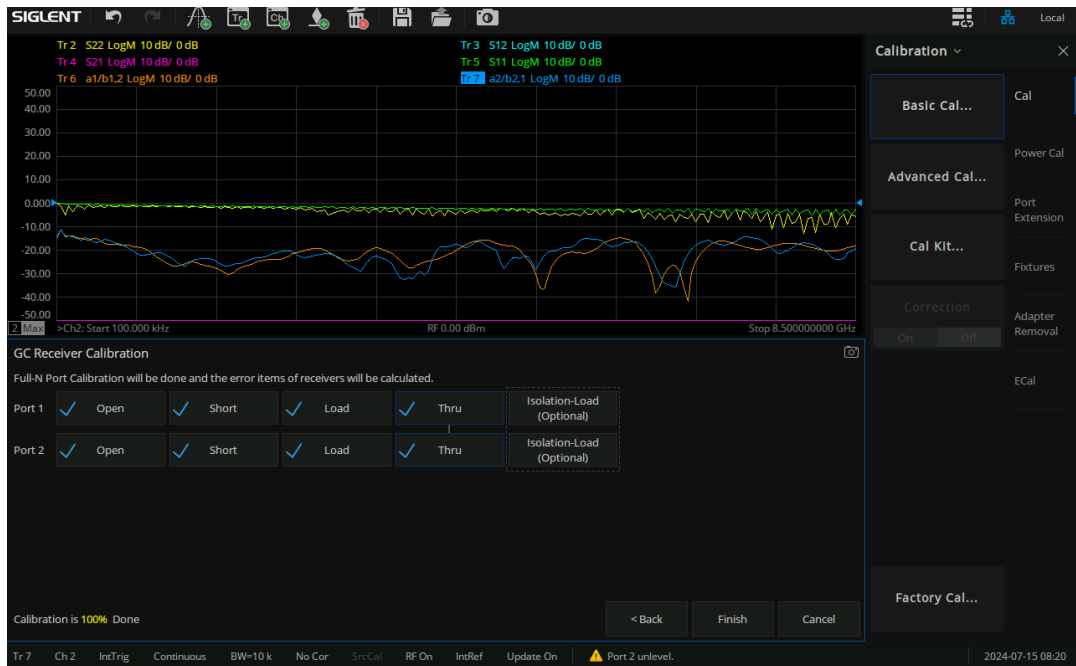 SIGLENT Tr Ch Local
Tr 2 S22 LogM 10 dB/ 0 dB
Tr 3 S12 LogM 10 dB/ 0 dB
Tr 4 S21 LogM 10 dB/ 0 dB
Tr 5 S11 LogM 10 dB/ 0 dB
Tr 6 a1/b1,2 LogM 10 dB/ 0 dB
Tr 7 a2/b2,1 LogM 10 dB/ 0 dB
50.00
40.00
30.00
20.00
10.00
0.000
-10.00
-20.00
-30.00
-40.00
-50.00
2 Max >Ch2: Start 100.000 kHz RF 0.00 dBm Stop 8.500000000 GHz
GC Receiver Calibration
Full-N Port Calibration will be done and the error items of receivers will be calculated.
Port 1 Open Short Load Thru
Isolation-Load
(Optional)
Port 2 Open Short Load Thru
Isolation-Load
(Optional)
Calibration is 100% Done
< Back Finish Cancel
Calibration
Basic Cal...
Advanced Cal...
Cal Kit...
Correction
On Off
Factory Cal...
Cal
Power Cal
Port
Extension
Fixtures
Adapter
Removal
ECal
Tr 7 Ch 2 IntTrig Continuous BW=10 k No Cor SrcCal RF On IntRef Update On Port 2 unlevel. 2024-07-15 08:20